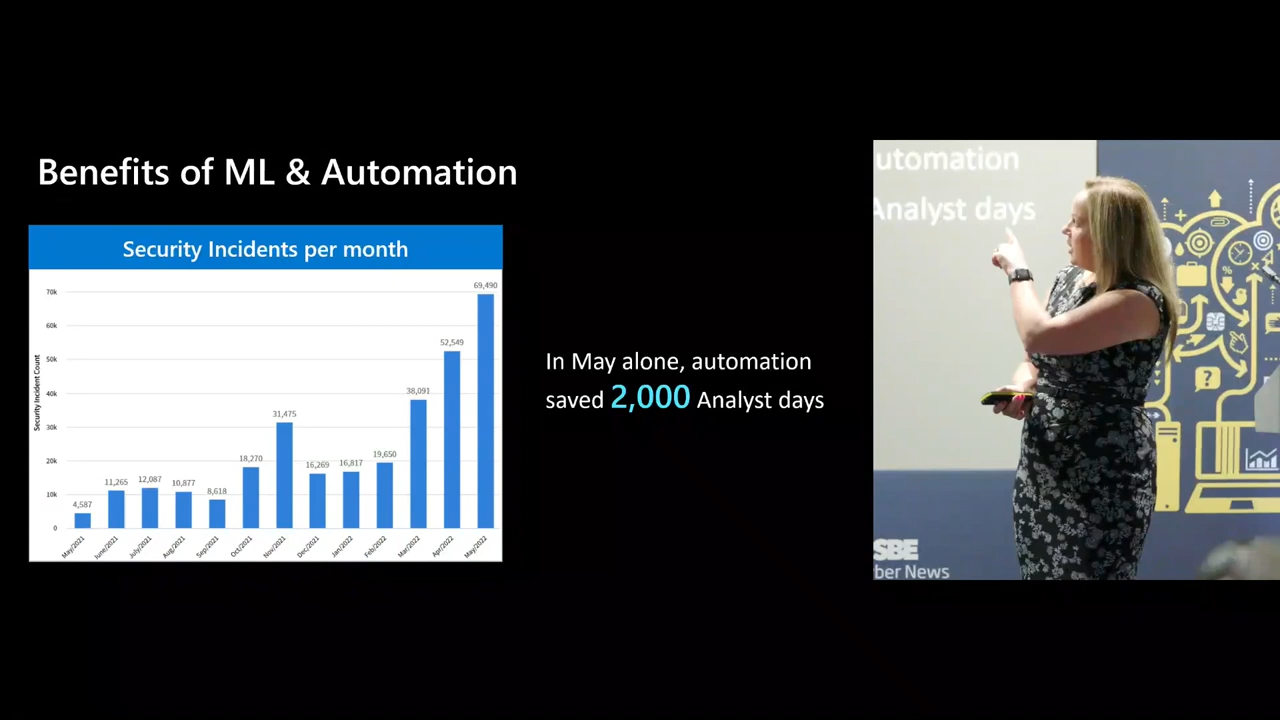 Benefits of ML & Automation
Security Incidents per month
Security Incident Count
70k
60k
50k
40k
30k
20k
10k
0
4,587
11,265
12,087
10,877
8,618
18,270
31,475
16,269
16,817
19,650
38,091
52,549
69,490
May/2021
June/2021
July/2021
Aug/2021
Sep/2021
Oct/2021
Nov/2021
Dec/2021
Jan/2022
Feb/2022
Mar/2022
Apr/2022
May/2022
In May alone, automation
saved 2,000 Analyst days
utomation
Analyst days
?
%
SBE
ber News